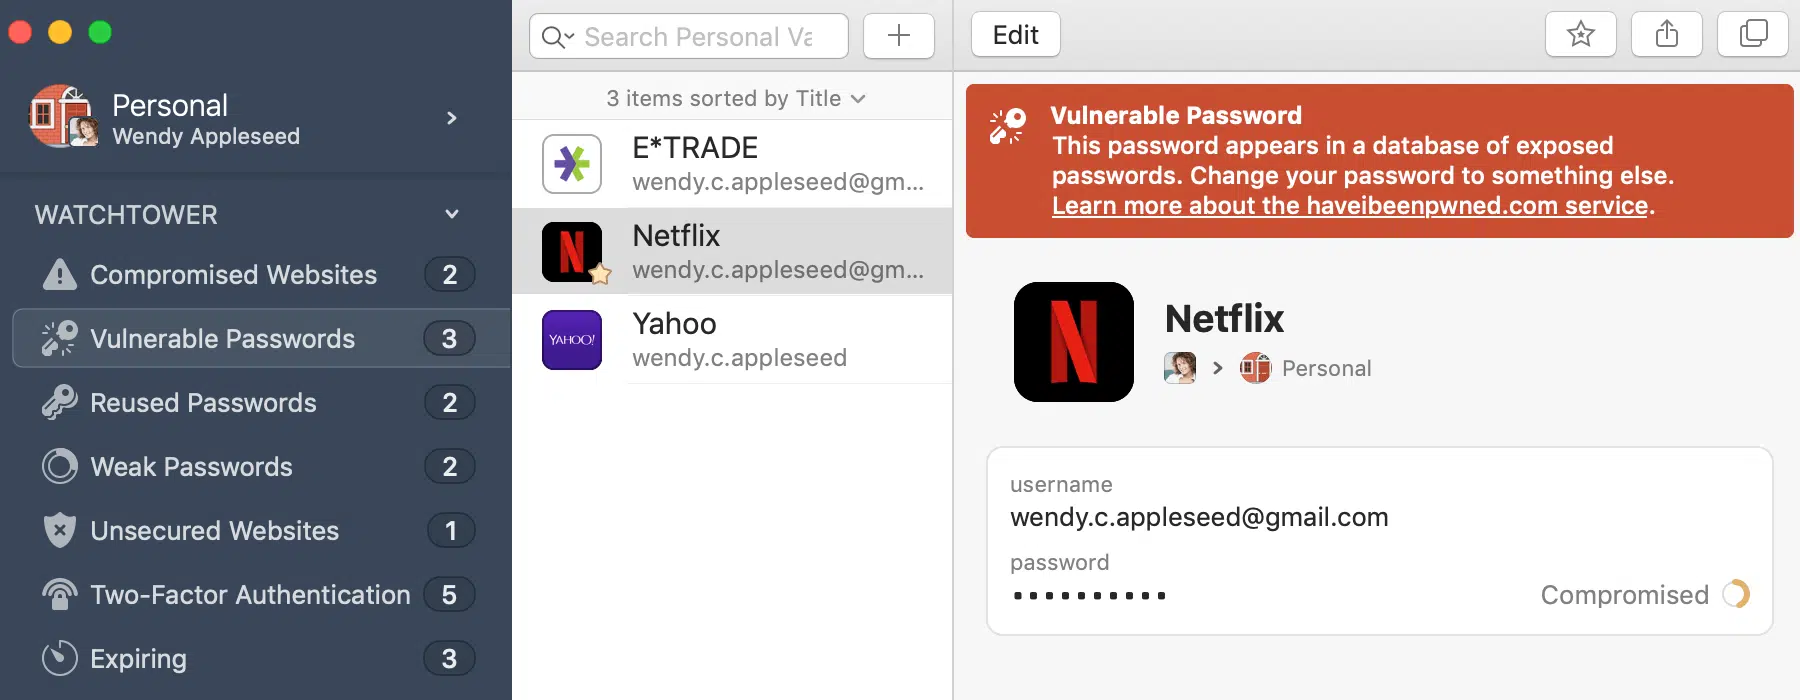 Personal
Wendy Appleseed
WATCHTOWER
Compromised Websites 2
Vulnerable Passwords 3
Reused Passwords 2
Weak Passwords 2
Unsecured Websites 1
Two-Factor Authentication 5
Expiring 3
Search Personal Va
3 items sorted by Title
E*TRADE
wendy.c.appleseed@gm...
Netflix
wendy.c.appleseed@gm...
YAHOO!
Yahoo
wendy.c.appleseed
Edit
Vulnerable Password
This password appears in a database of exposed
passwords. Change your password to something else.
Learn more about the haveibeenpwned.com service.
Netflix
Personal
username
wendy.c.appleseed@gmail.com
password
••••••••••
Compromised